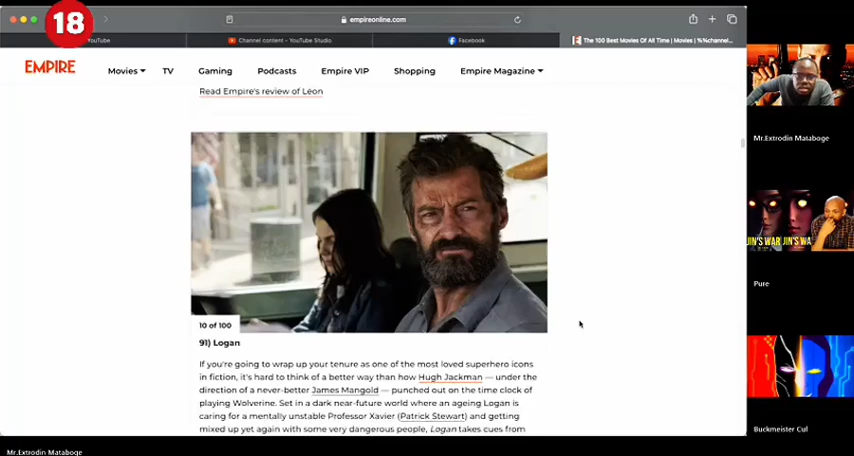 18
empireonline.com
YouTube
Channel content - YouTube Studio
Facebook
The 100 Best Movies Of All Time | Movies | %%channel...
EMPIRE
Movies
TV
Gaming
Podcasts
Empire VIP
Shopping
Empire Magazine
Read Empire's review of Léon
10 of 100
91) Logan
If you're going to wrap up your tenure as one of the most loved superhero icons
in fiction, it's hard to think of a better way than how Hugh Jackman — under the
direction of a never-better James Mangold — punched out on the time clock of
playing Wolverine. Set in a dark near-future world where an ageing Logan is
caring for a mentally unstable Professor Xavier (Patrick Stewart) and getting
mixed up yet again with some very dangerous people, Logan takes cues from
Mr.Extrodin Mataboge
JIN'S WAR JIN'S WA
Pure
Buckmeister Cul
Mr.Extrodin Mataboge